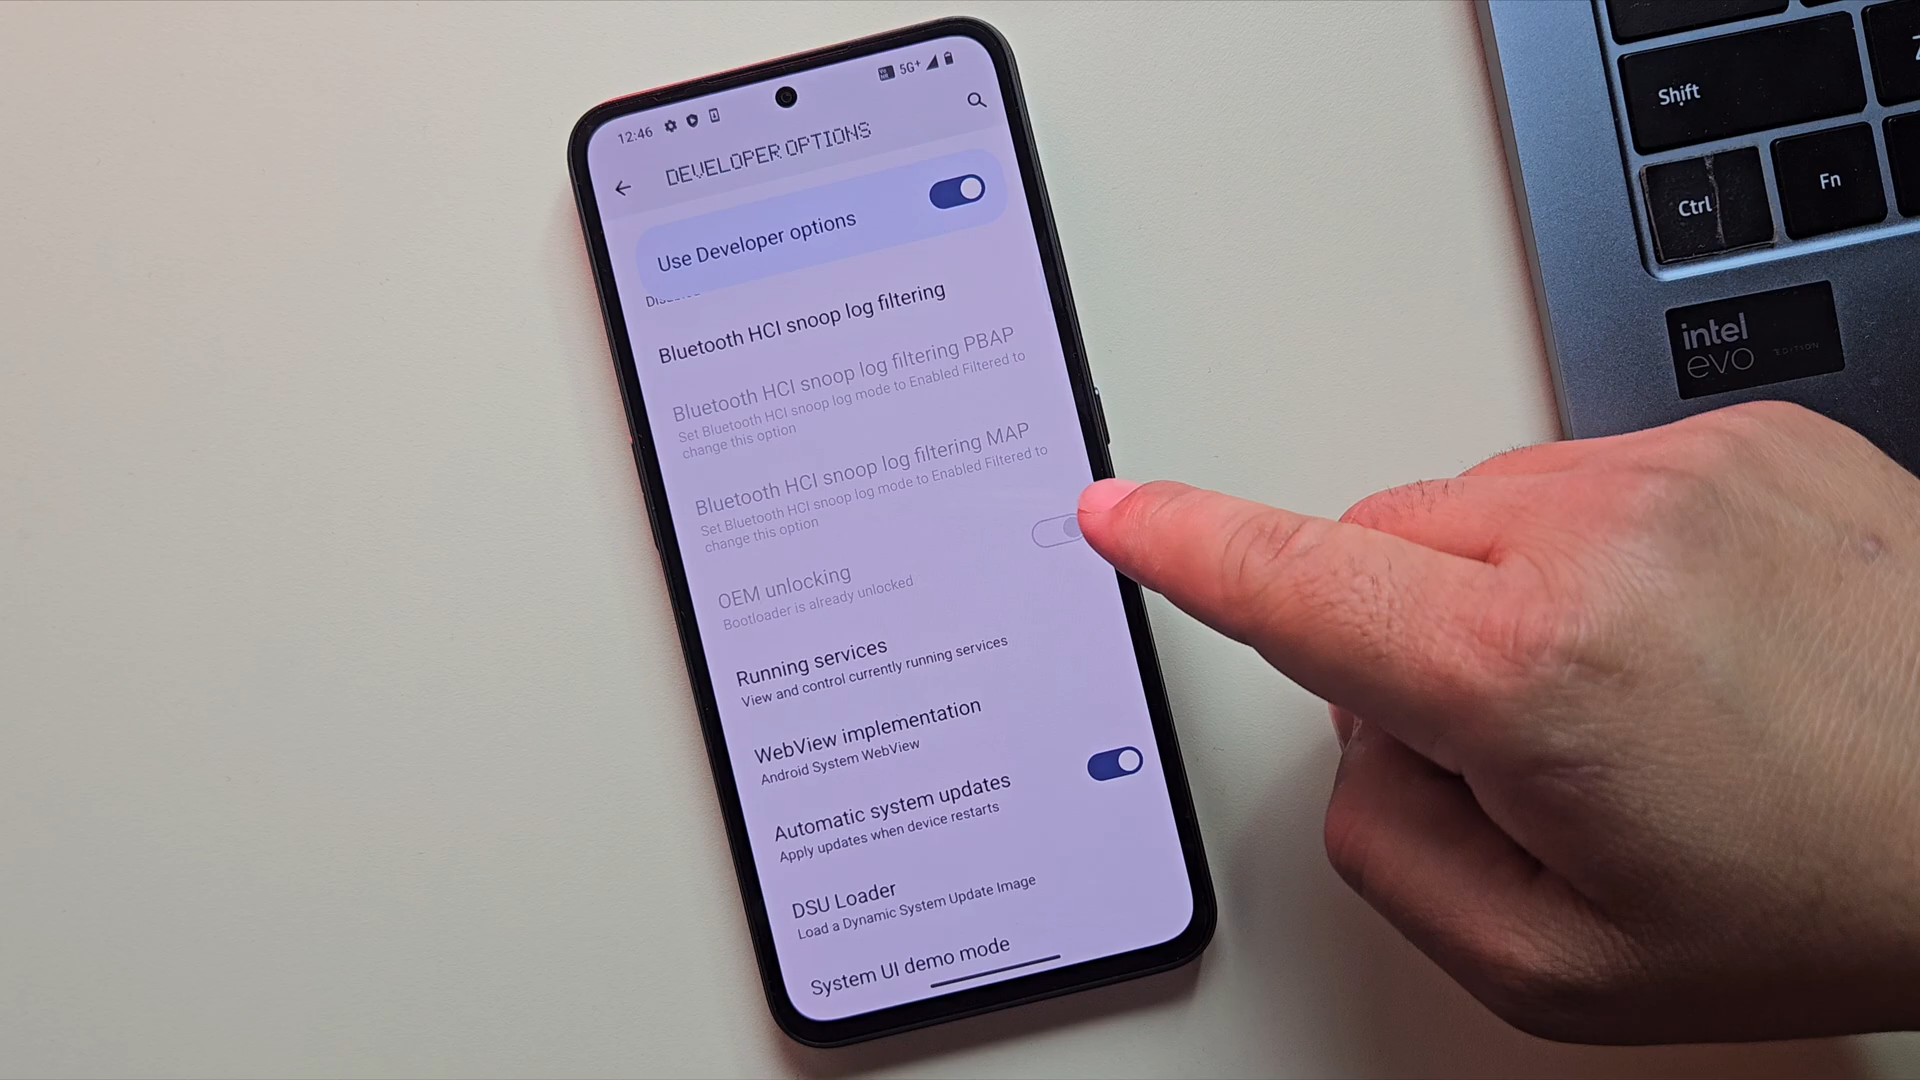 12:46
5G+
DEVELOPER OPTIONS
Use Developer options
Bluetooth HCI snoop log filtering
Bluetooth HCI snoop log filtering PBAP
Set Bluetooth HCI snoop log mode to Enabled Filtered to
change this option
Bluetooth HCI snoop log filtering MAP
Set Bluetooth HCI snoop log mode to Enabled Filtered to
change this option
OEM unlocking
Bootloader is already unlocked
Running services
View and control currently running services
WebView implementation
Android System WebView
Automatic system updates
Apply updates when device restarts
DSU Loader
Load a Dynamic System Update Image
System UI demo mode
Shift
Ctrl
Fn
intel
evo EDITION